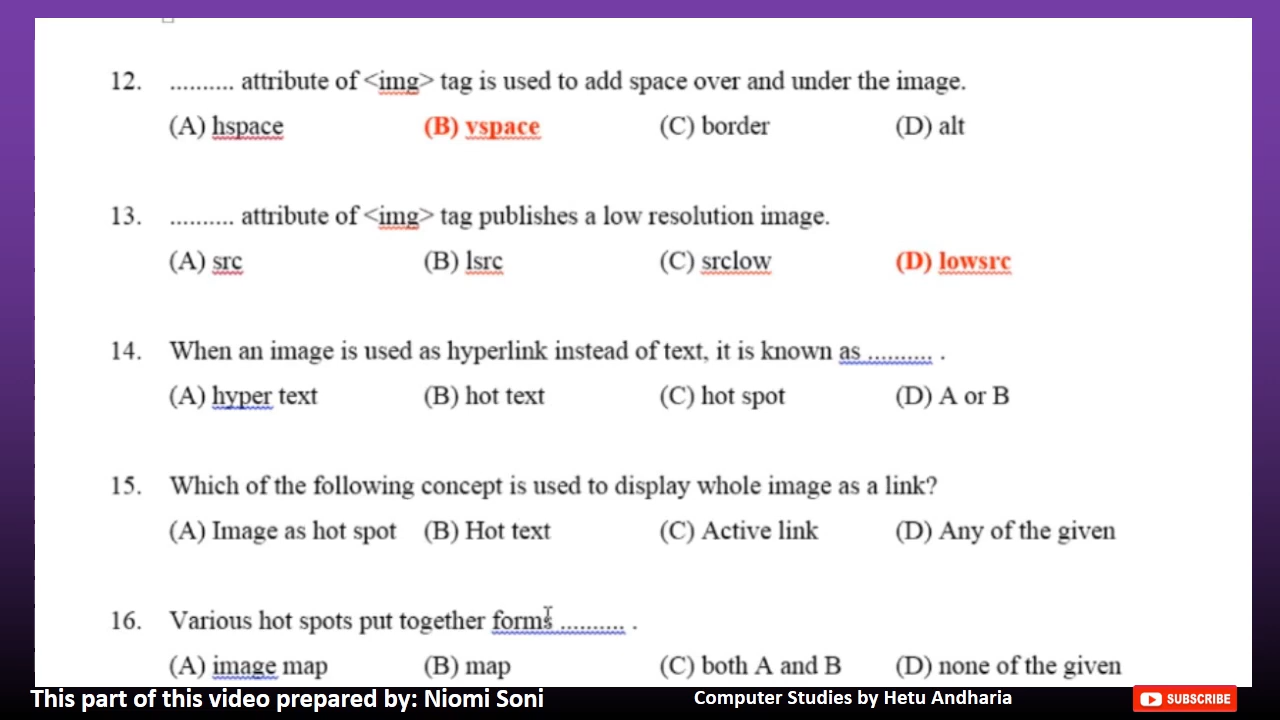 12. .......... attribute of <img> tag is used to add space over and under the image.
(A) hspace (B) vspace (C) border (D) alt
13. .......... attribute of <img> tag publishes a low resolution image.
(A) src (B) lsrc (C) srclow (D) lowsrc
14. When an image is used as hyperlink instead of text, it is known as .......... .
(A) hyper text (B) hot text (C) hot spot (D) A or B
15. Which of the following concept is used to display whole image as a link?
(A) Image as hot spot (B) Hot text (C) Active link (D) Any of the given
16. Various hot spots put together forms .......... .
(A) image map (B) map (C) both A and B (D) none of the given
This part of this video prepared by: Niomi Soni Computer Studies by Hetu Andharia SUBSCRIBE